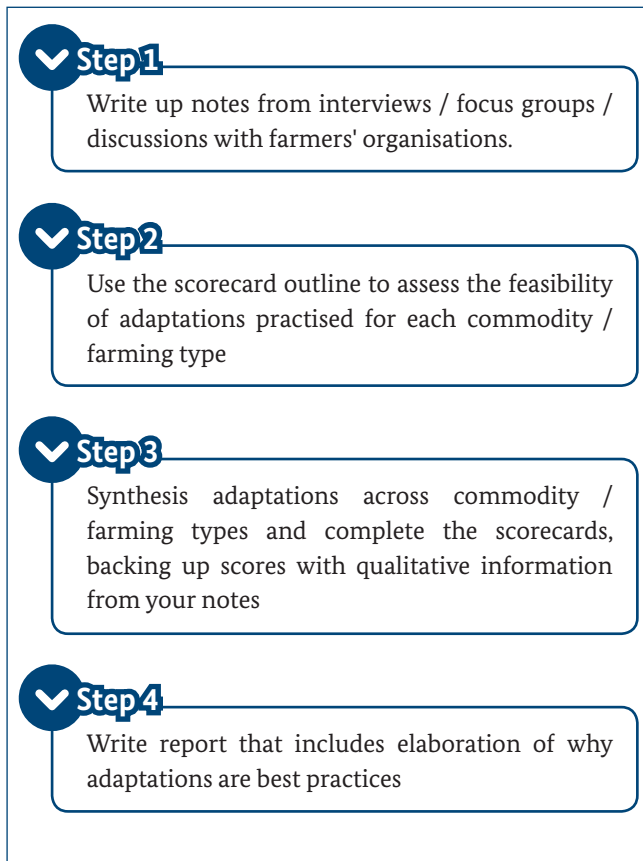 Step 1
Write up notes from interviews / focus groups /
discussions with farmers' organisations.
Step 2
Use the scorecard outline to assess the feasibility
of adaptations practised for each commodity /
farming type
Step 3
Synthesis adaptations across commodity /
farming types and complete the scorecards,
backing up scores with qualitative information
from your notes
Step 4
Write report that includes elaboration of why
adaptations are best practices